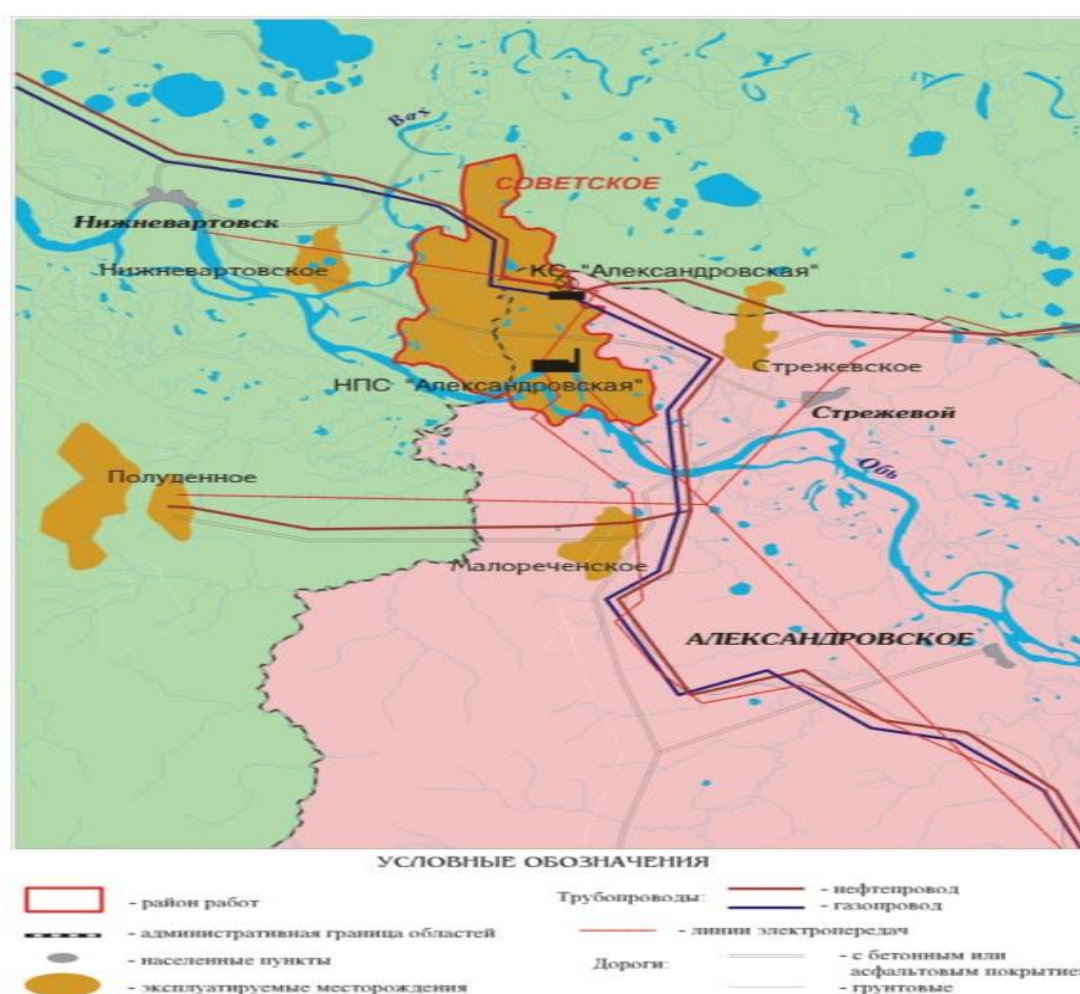 Вах
СОВЕТСКОЕ
Нижневартовск
Нижневартовское
КС "Александровская"
Стрежевское
НПС "Александровская"
Стрежевой
Обь
Полуденное
Малореченское
АЛЕКСАНДРОВСКОЕ
УСЛОВНЫЕ ОБОЗНАЧЕНИЯ
- район работ
- административная граница областей
- населенные пункты
- эксплуатируемые месторождения
Трубопроводы:
- нефтепровод
- газопровод
- линии электропередач
Дороги:
- с бетонным или
асфальтовым покрытием
- грунтовые